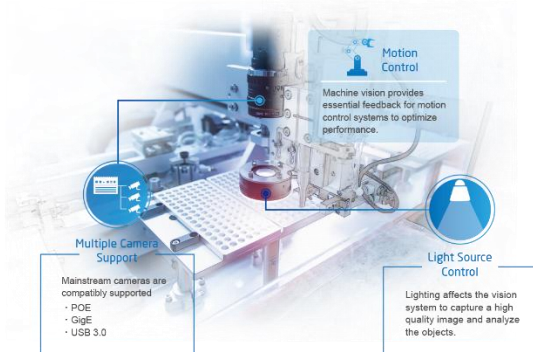 Motion
Control
Machine vision provides
essential feedback for motion
control systems to optimize
performance.
Multiple Camera
Support
Mainstream cameras are
compatibly supported
· POE
· GigE
· USB 3.0
Light Source
Control
Lighting affects the vision
system to capture a high
quality image and analyze
the objects.